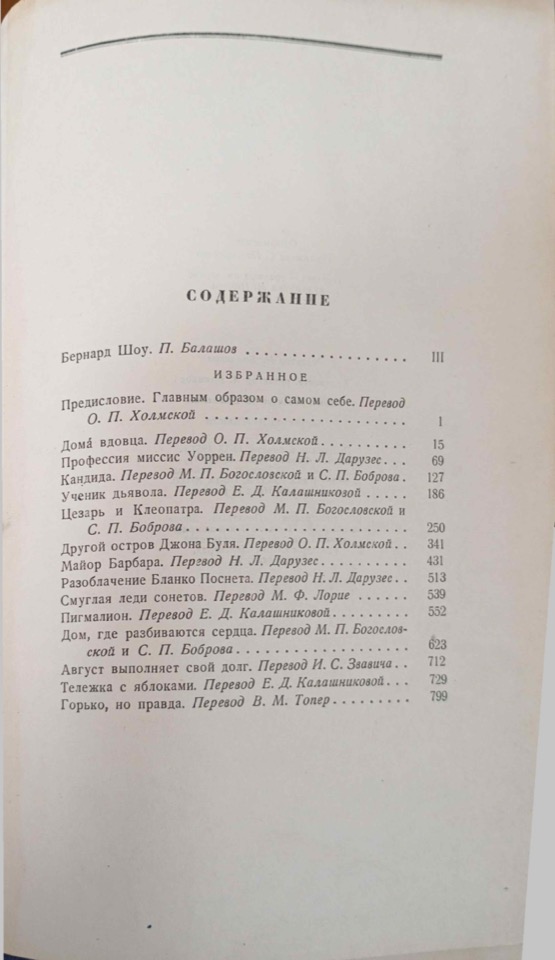 СОДЕРЖАНИЕ
Бернард Шоу. П. Балашов . . . . . . . . . . . . . . . . . . III
ИЗБРАННОЕ
Предисловие. Главным образом о самом себе. Перевод
О. П. Холмской . . . . . . . . . . . . . . . . . . . . 1
Дома́ вдовца. Перевод О. П. Холмской . . . . . . . . . . 15
Профессия миссис Уоррен. Перевод Н. Л. Дарузес . . . 69
Кандида. Перевод М. П. Богословской и С. П. Боброва . 127
Ученик дьявола. Перевод Е. Д. Калашниковой . . . . . 186
Цезарь и Клеопатра. Перевод М. П. Богословской и
С. П. Боброва . . . . . . . . . . . . . . . . . . . . . 250
Другой остров Джона Буля. Перевод О. П. Холмской . . 341
Майор Барбара. Перевод Н. Л. Дарузес . . . . . . . . . 431
Разоблачение Бланко Поснета. Перевод Н. Л. Дарузес . . 513
Смуглая леди сонетов. Перевод М. Ф. Лорие . . . . . . 539
Пигмалион. Перевод Е. Д. Калашниковой . . . . . . . . 552
Дом, где разбиваются сердца. Перевод М. П. Богослов-
ской и С. П. Боброва . . . . . . . . . . . . . . . . . 623
Август выполняет свой долг. Перевод И. С. Звавича . . 712
Тележка с яблоками. Перевод Е. Д. Калашниковой . . . 729
Горько, но правда. Перевод В. М. Топер . . . . . . . . . 799